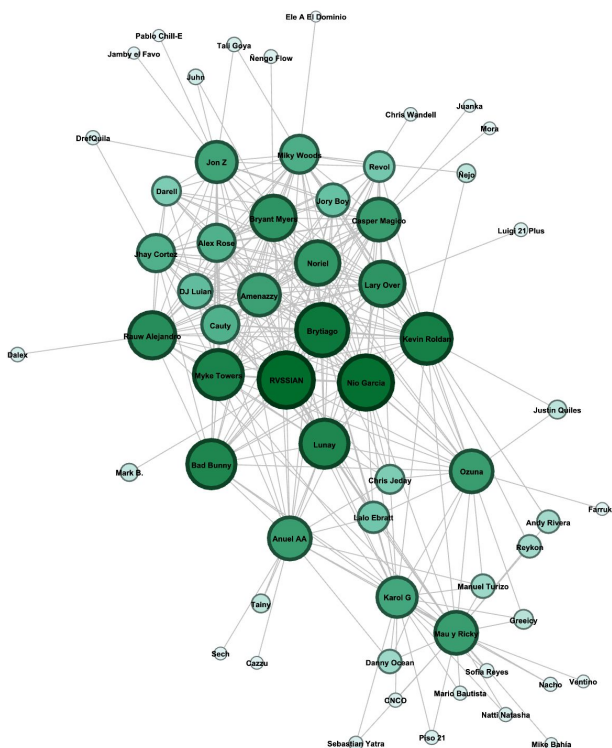 Ele A El Dominio
Pablo Chill-E
Tali Goya
Jamby el Favo
Ñengo Flow
Juhn
Juanka
Chris Wandell
Mora
DrefQuila
Jon Z
Miky Woods
Revol
Ñejo
Darell
Jory Boy
Bryant Myers
Casper Magico
Luigi 21 Plus
Alex Rose
Jhay Cortez
Noriel
Lary Over
DJ Luian
Amenazzy
Cauty
Brytiago
Rauw Alejandro
Kevin Roldan
Dalex
Myke Towers
RVSSIAN
Nio Garcia
Justin Quiles
Lunay
Bad Bunny
Mark B.
Ozuna
Chris Jeday
Farruk
Lalo Ebratt
Andy Rivera
Anuel AA
Reykon
Manuel Turizo
Karol G
Tainy
Greeicy
Mau y Ricky
Sech
Cazzu
Danny Ocean
Sofia Reyes
Ventino
Nacho
Mario Bautista
CNCO
Natti Natasha
Piso 21
Sebastian Yatra
Mike Bahia